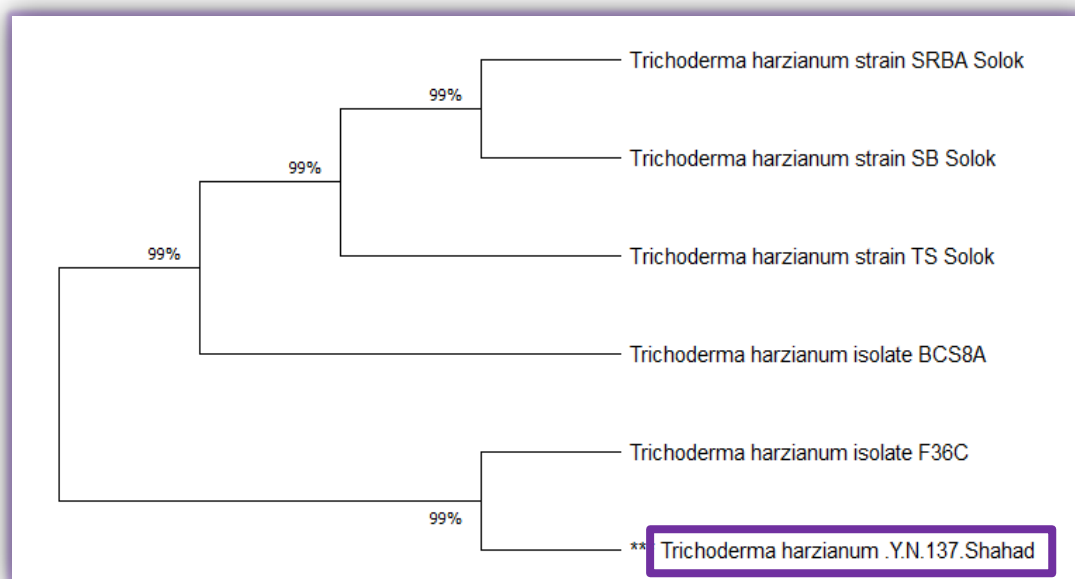 Trichoderma harzianum strain SRBA Solok
99%
Trichoderma harzianum strain SB Solok
99%
Trichoderma harzianum strain TS Solok
99%
Trichoderma harzianum isolate BCS8A
Trichoderma harzianum isolate F36C
99%
** Trichoderma harzianum .Y.N.137.Shahad